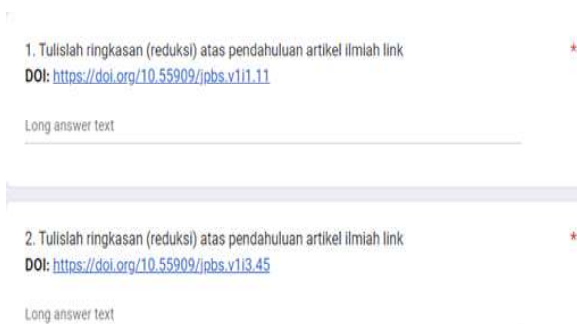 1. Tulislah ringkasan (reduksi) atas pendahuluan artikel ilmiah link *
DOI: https://doi.org/10.55909/jpbs.v1i1.11
Long answer text
2. Tulislah ringkasan (reduksi) atas pendahuluan artikel ilmiah link *
DOI: https://doi.org/10.55909/jpbs.v1i3.45
Long answer text